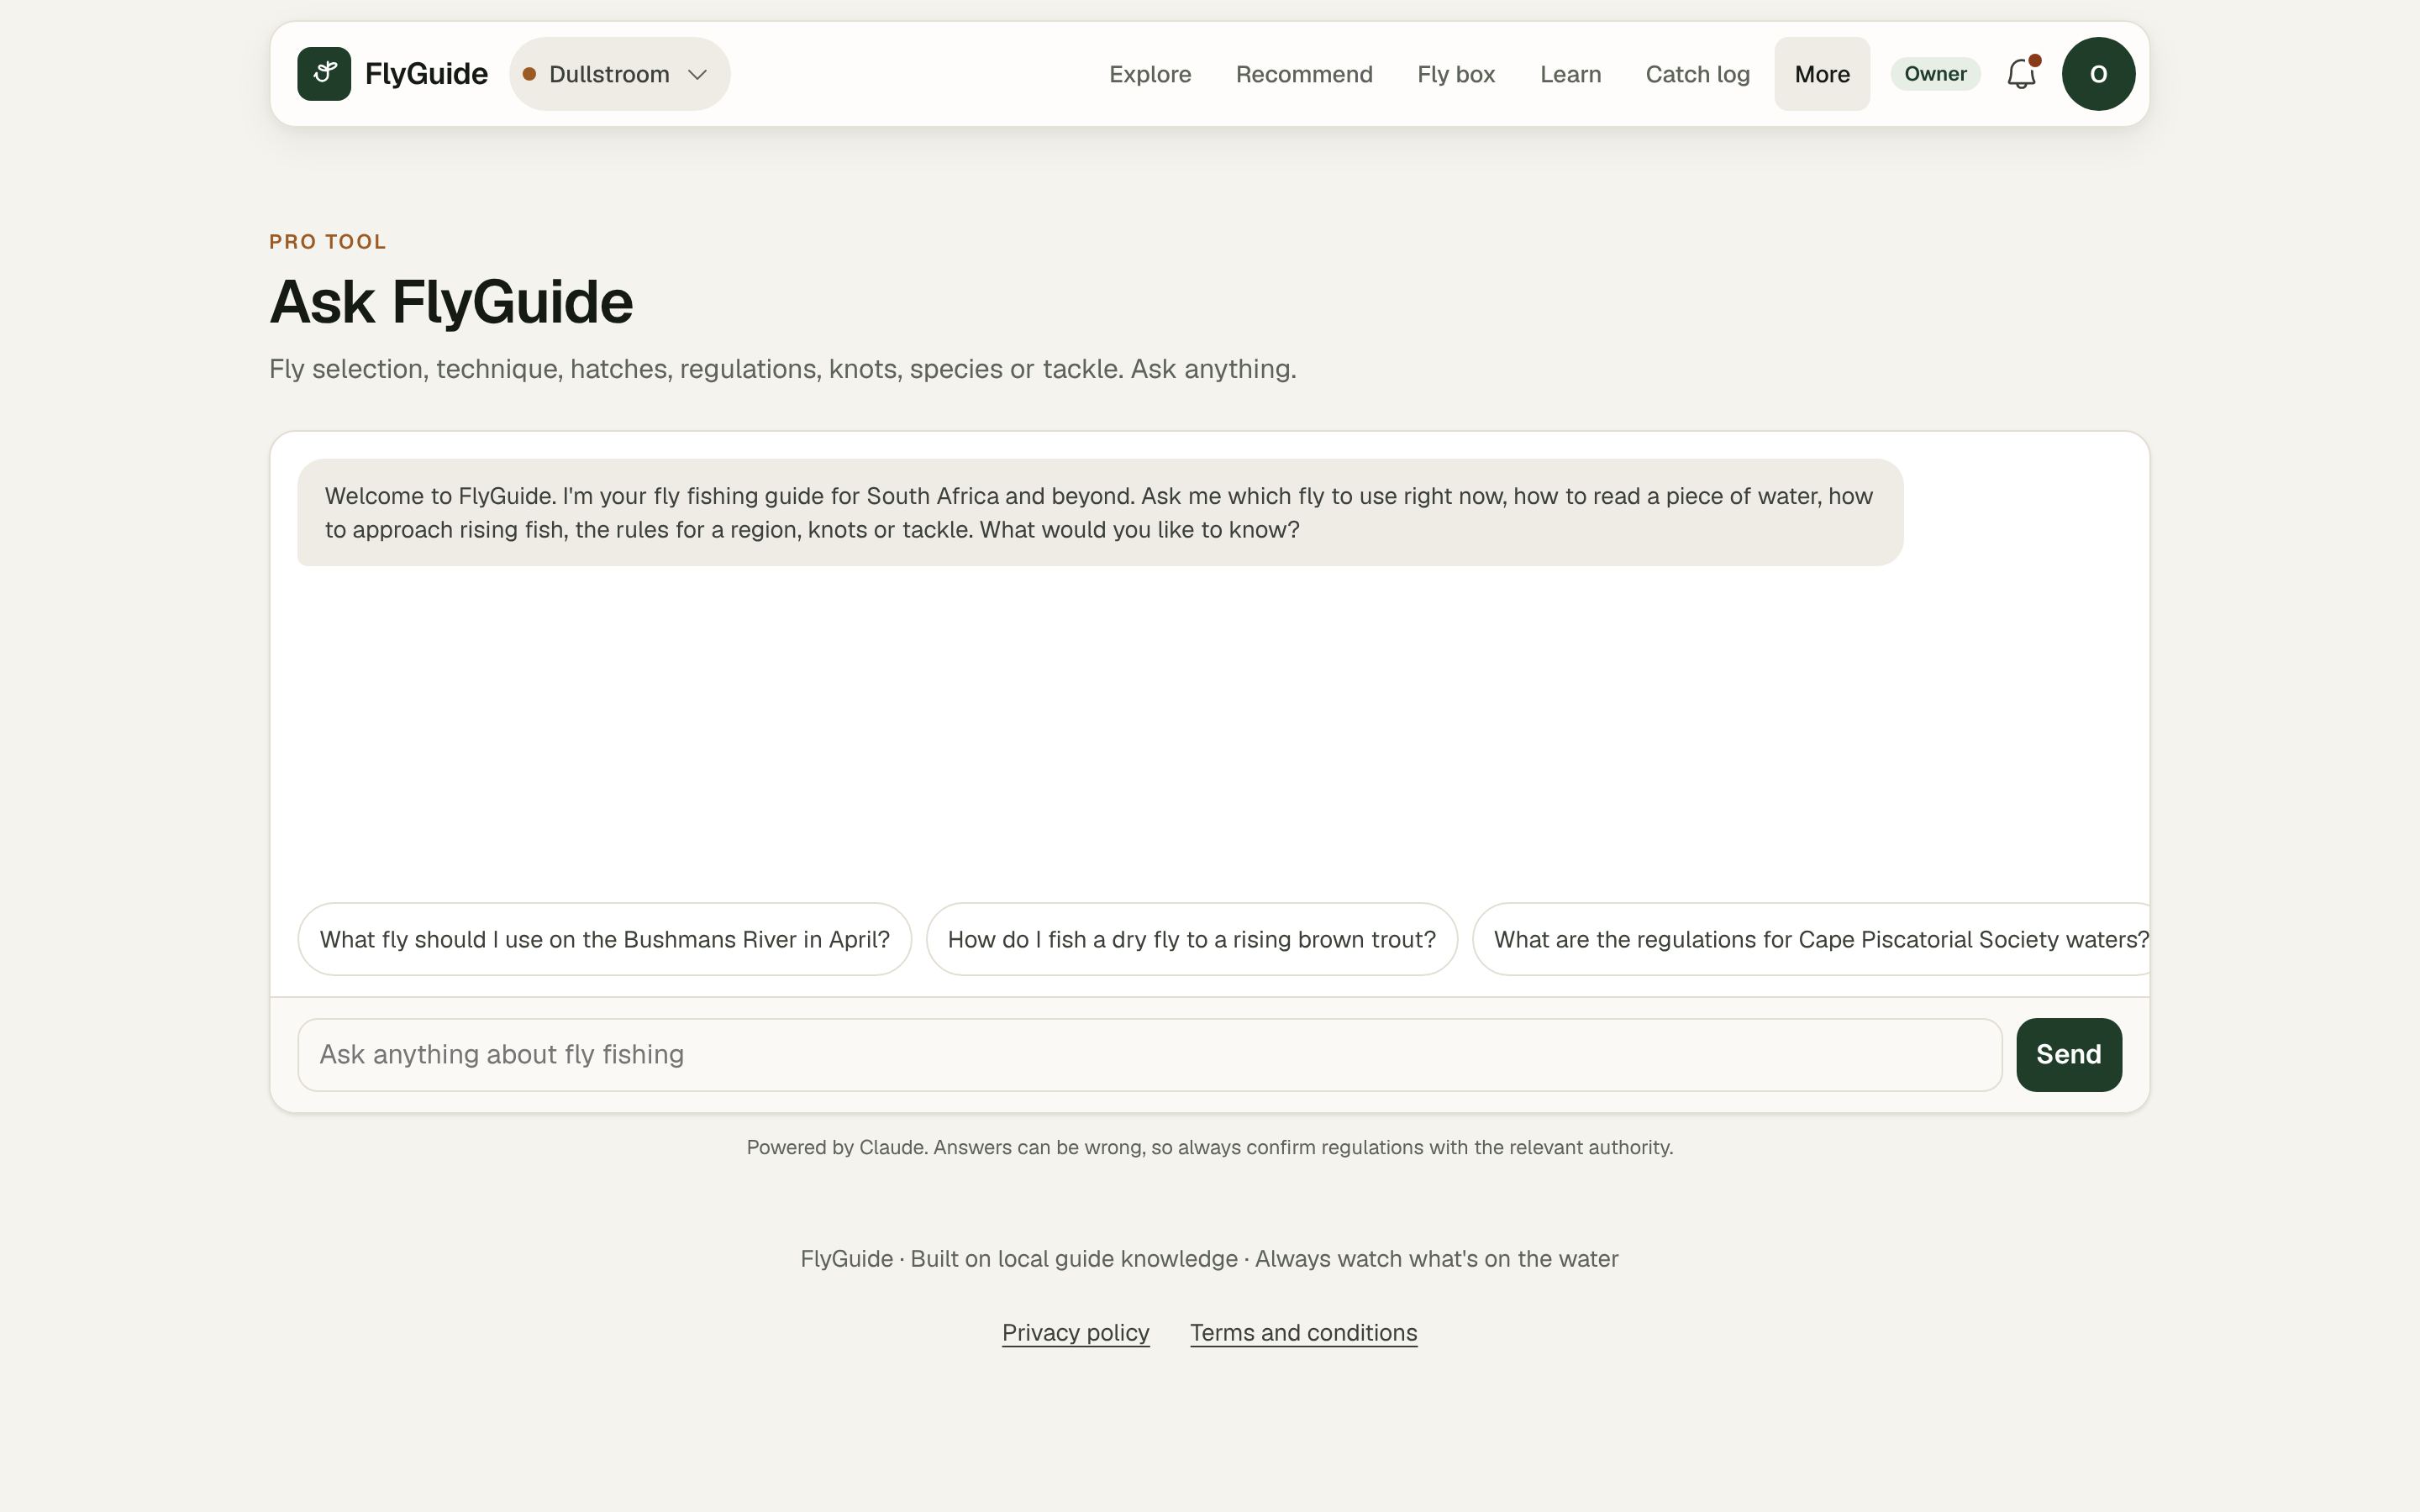 FlyGuide
Dullstroom
Explore
Recommend
Fly box
Learn
Catch log
More
Owner
O
PRO TOOL
Ask FlyGuide
Fly selection, technique, hatches, regulations, knots, species or tackle. Ask anything.
Welcome to FlyGuide. I'm your fly fishing guide for South Africa and beyond. Ask me which fly to use right now, how to read a piece of water, how
to approach rising fish, the rules for a region, knots or tackle. What would you like to know?
What fly should I use on the Bushmans River in April?
How do I fish a dry fly to a rising brown trout?
What are the regulations for Cape Piscatorial Society waters?
Ask anything about fly fishing
Send
Powered by Claude. Answers can be wrong, so always confirm regulations with the relevant authority.
FlyGuide · Built on local guide knowledge · Always watch what's on the water
Privacy policy
Terms and conditions